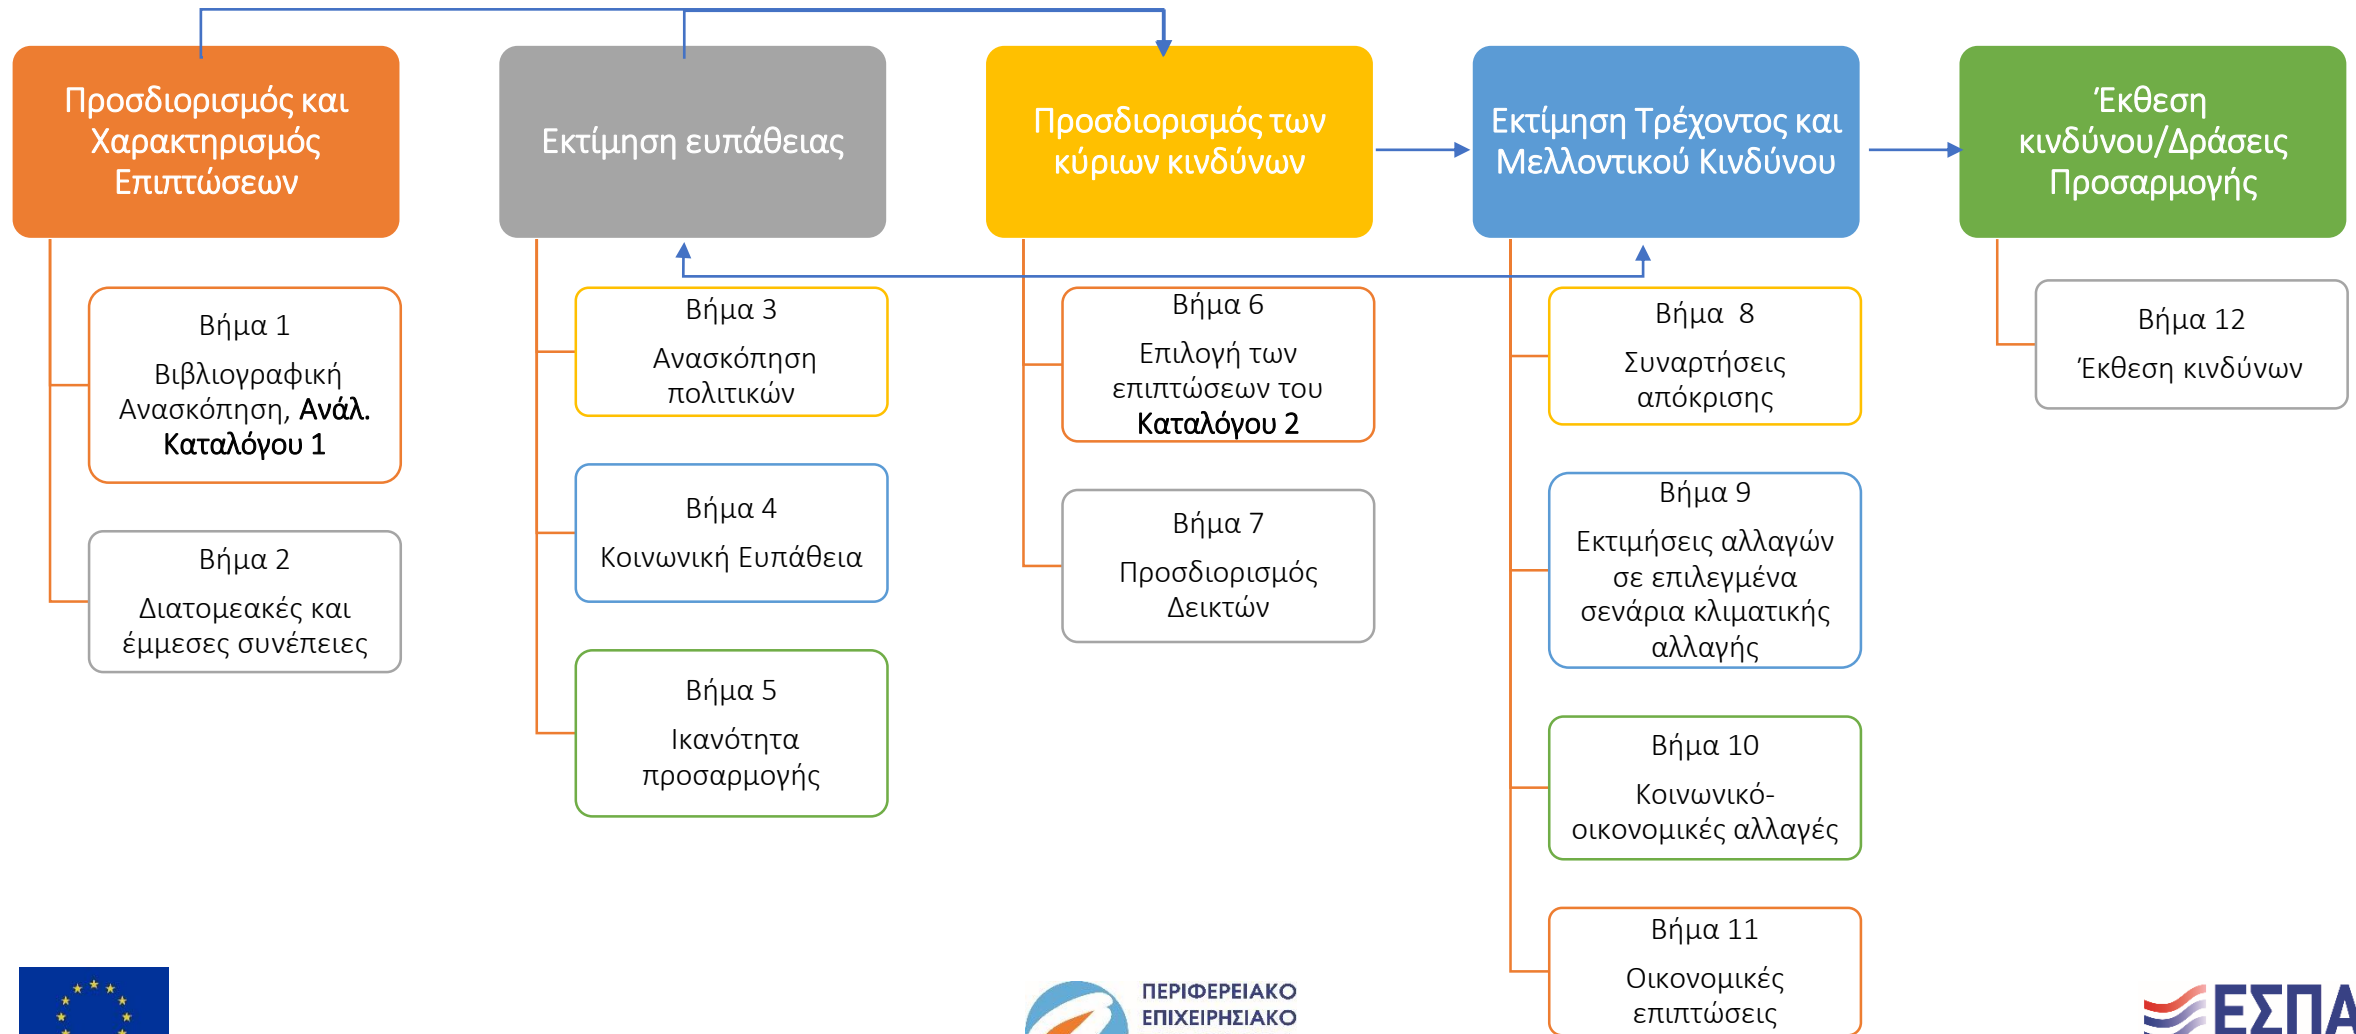 Προσδιορισμός και
Χαρακτηρισμός
Επιπτώσεων
Εκτίμηση ευπάθειας
Προσδιορισμός των
κύριων κινδύνων
Εκτίμηση Τρέχοντος και
Μελλοντικού Κινδύνου
Έκθεση
κινδύνου/Δράσεις
Προσαρμογής
Βήμα 1
Βιβλιογραφική
Ανασκόπηση, Ανάλ.
Καταλόγου 1
Βήμα 2
Διατομεακές και
έμμεσες συνέπειες
Βήμα 3
Ανασκόπηση
πολιτικών
Βήμα 4
Κοινωνική Ευπάθεια
Βήμα 5
Ικανότητα
προσαρμογής
Βήμα 6
Επιλογή των
επιπτώσεων του
Καταλόγου 2
Βήμα 7
Προσδιορισμός
Δεικτών
Βήμα 8
Συναρτήσεις
απόκρισης
Βήμα 9
Εκτιμήσεις αλλαγών
σε επιλεγμένα
σενάρια κλιματικής
αλλαγής
Βήμα 10
Κοινωνικό-
οικονομικές αλλαγές
Βήμα 11
Οικονομικές
επιπτώσεις
Βήμα 12
Έκθεση κινδύνων
ΠΕΡΙΦΕΡΕΙΑΚΟ
ΕΠΙΧΕΙΡΗΣΙΑΚΟ
ΕΣΠΑ